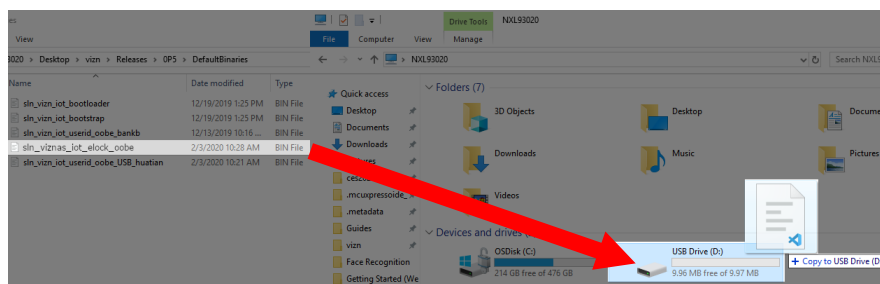 es
Drive Tools NXL93020
View
File Computer View Manage
3020 > Desktop > vizn > Releases > 0P5 > DefaultBinaries
NXL93020
Search NXL9
Name Date modified Type
sln_vizn_iot_bootloader 12/19/2019 1:25 PM BIN File
sln_vizn_iot_bootstrap 12/19/2019 1:25 PM BIN File
sln_vizn_iot_userid_oobe_bankb 12/13/2019 10:16 ... BIN File
sln_viznas_iot_elock_oobe 2/3/2020 10:28 AM BIN File
sln_vizn_iot_userid_oobe_USB_huatian 2/3/2020 10:21 AM BIN File
Quick access
Desktop
Documents
Downloads
ctures
ces20
.mcuxpressoide_
.metadata
Guides
vizn
Face Recognition
Getting Started (We
Folders (7)
3D Objects
Desktop
Docume
Downloads
Music
Pictures
Videos
Devices and drives
OSDisk (C:)
214 GB free of 476 GB
USB Drive (D:)
9.96 MB free of 9.97 MB
+ Copy to USB Drive (D